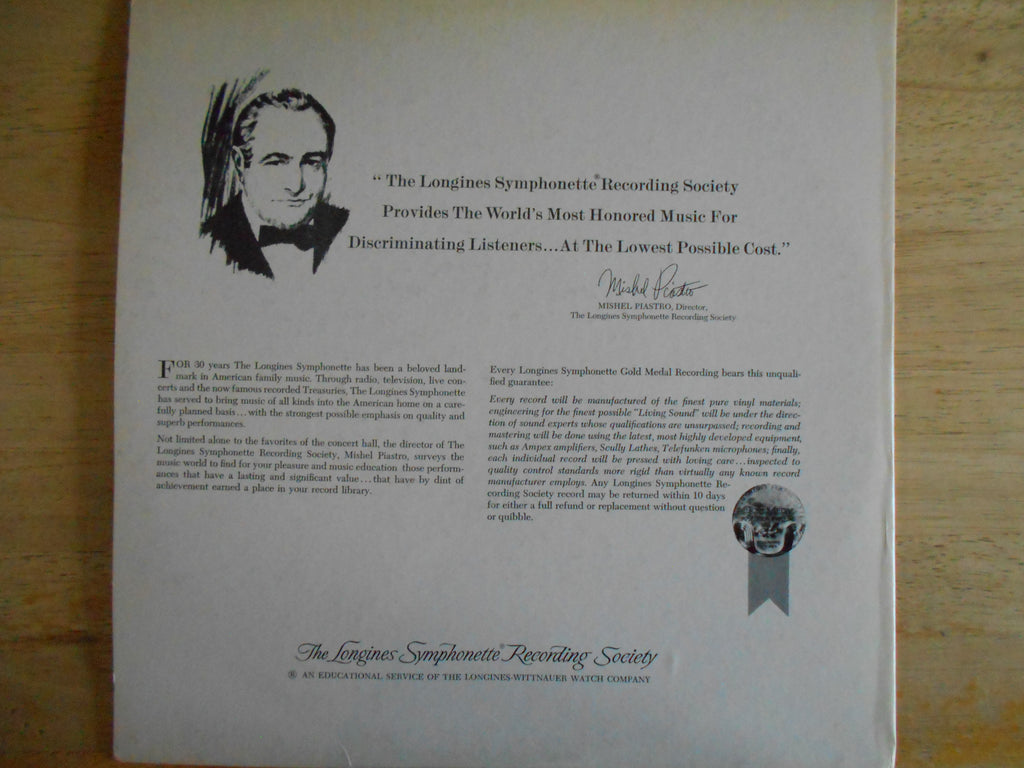 “ The Longines Symphonette® Recording Society
Provides The World's Most Honored Music For
Discriminating Listeners...At The Lowest Possible Cost.”
Mishel Piastro
MISHEL PIASTRO, Director,
The Longines Symphonette Recording Society
FOR 30 years The Longines Symphonette has been a beloved land-
mark in American family music. Through radio, television, live con-
certs and the now famous recorded Treasuries, The Longines Symphonette
has served to bring music of all kinds into the American home on a care-
fully planned basis...with the strongest possible emphasis on quality and
superb performances.
Not limited alone to the favorites of the concert hall, the director of The
Longines Symphonette Recording Society, Mishel Piastro, surveys the
music world to find for your pleasure and music education those perform-
ances that have a lasting and significant value...that have by dint of
achievement earned a place in your record library.
Every Longines Symphonette Gold Medal Recording bears this unquali-
fied guarantee:
Every record will be manufactured of the finest pure vinyl materials;
engineering for the finest possible "Living Sound" will be under the direc-
tion of sound experts whose qualifications are unsurpassed; recording and
mastering will be done using the latest, most highly developed equipment,
such as Ampex amplifiers, Scully Lathes, Telefunken microphones; finally,
each individual record will be pressed with loving care...inspected to
quality control standards more rigid than virtually any known record
manufacturer employs. Any Longines Symphonette Re-
cording Society record may be returned within 10 days
for either a full refund or replacement without question
or quibble.
The Longines Symphonette® Recording Society
® AN EDUCATIONAL SERVICE OF THE LONGINES-WITTNAUER WATCH COMPANY